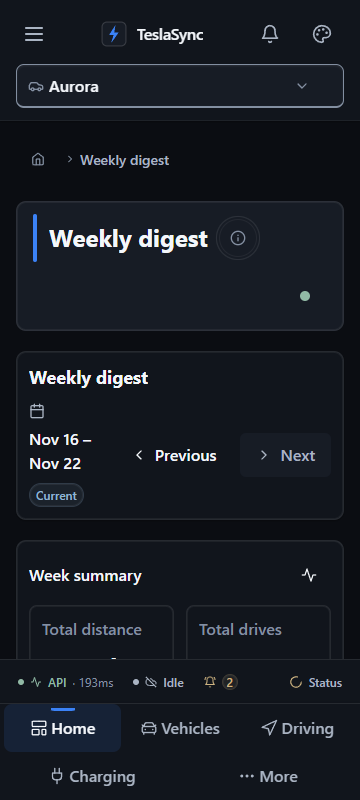 TeslaSync
Aurora
Weekly digest
Weekly digest
Weekly digest
Nov 16 –
Nov 22
Current
Previous
Next
Week summary
Total distance
Total drives
API · 193ms
Idle
2
Status
Home
Vehicles
Driving
Charging
More